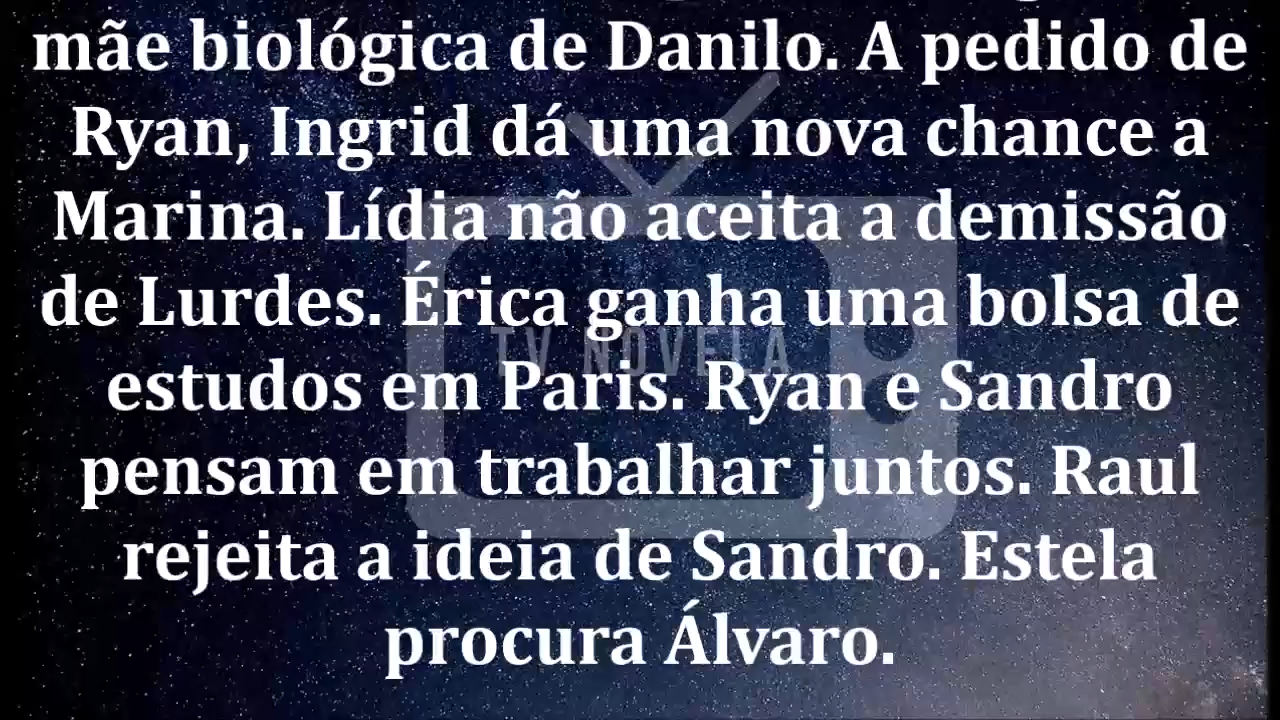 mãe biológica de Danilo. A pedido de
Ryan, Ingrid dá uma nova chance a
Marina. Lídia não aceita a demissão
de Lurdes. Érica ganha uma bolsa de
TV NOVELA
estudos em Paris. Ryan e Sandro
pensam em trabalhar juntos. Raul
rejeita a ideia de Sandro. Estela
procura Álvaro.